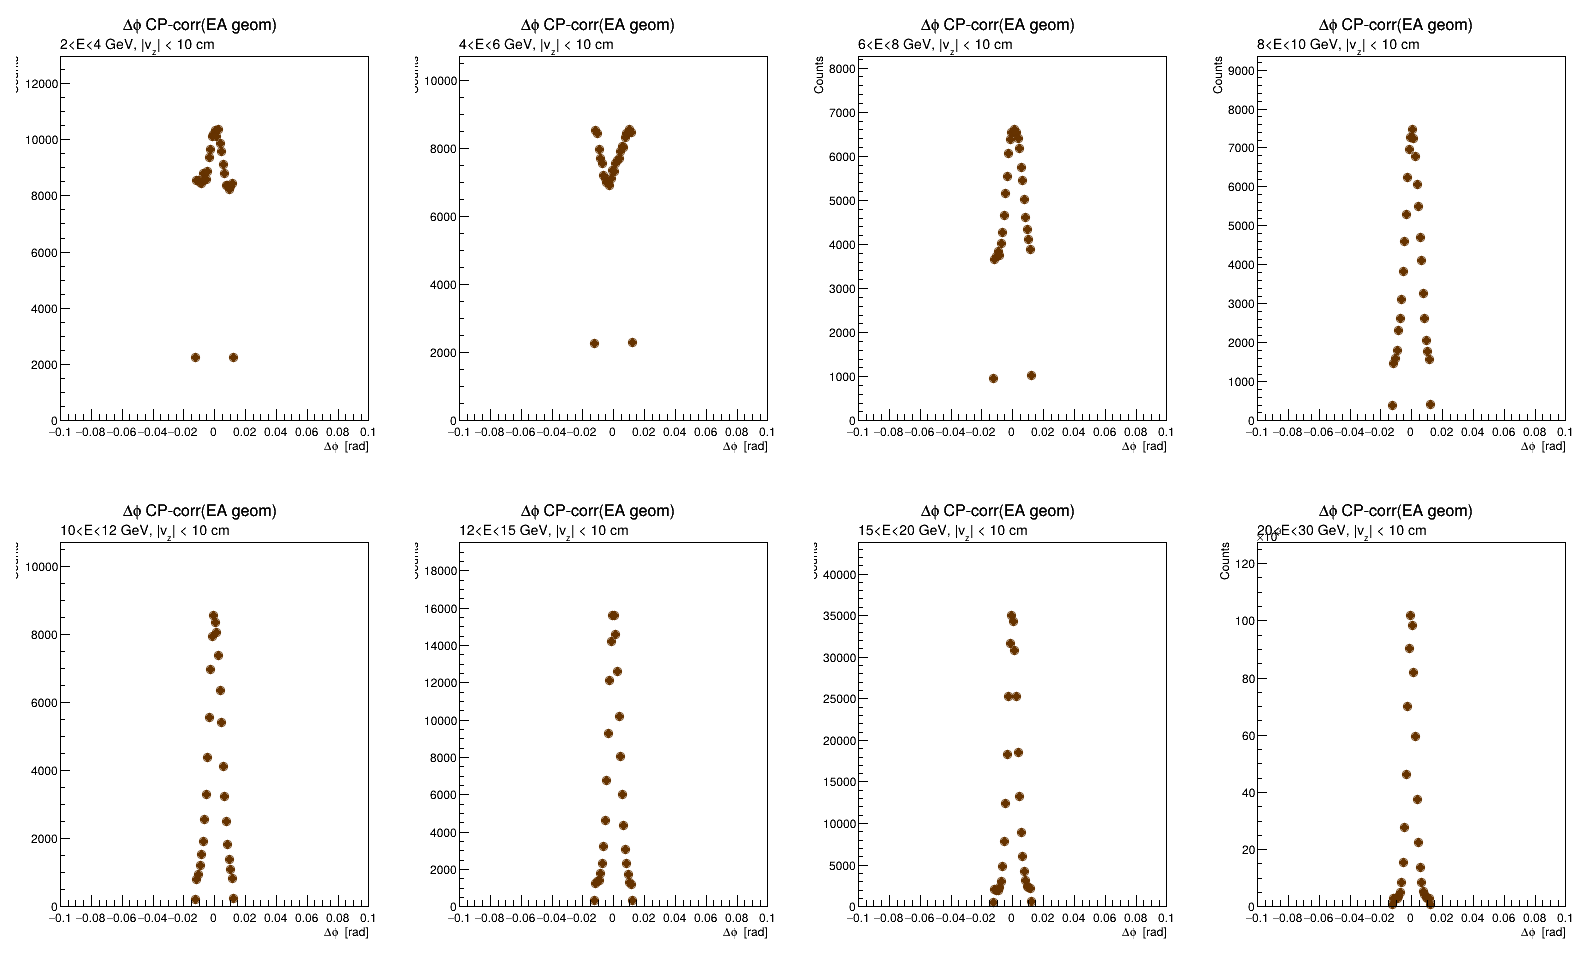 Δϕ CP-corr(EA geom)
2<E<4 GeV, |v_z| < 10 cm
Counts
12000
10000
8000
6000
4000
2000
0
−0.1 −0.08 −0.06 −0.04 −0.02 0 0.02 0.04 0.06 0.08 0.1
Δϕ [rad]
Δϕ CP-corr(EA geom)
4<E<6 GeV, |v_z| < 10 cm
Counts
10000
8000
6000
4000
2000
0
−0.1 −0.08 −0.06 −0.04 −0.02 0 0.02 0.04 0.06 0.08 0.1
Δϕ [rad]
Δϕ CP-corr(EA geom)
6<E<8 GeV, |v_z| < 10 cm
Counts
8000
7000
6000
5000
4000
3000
2000
1000
0
−0.1 −0.08 −0.06 −0.04 −0.02 0 0.02 0.04 0.06 0.08 0.1
Δϕ [rad]
Δϕ CP-corr(EA geom)
8<E<10 GeV, |v_z| < 10 cm
Counts
9000
8000
7000
6000
5000
4000
3000
2000
1000
0
−0.1 −0.08 −0.06 −0.04 −0.02 0 0.02 0.04 0.06 0.08 0.1
Δϕ [rad]
Δϕ CP-corr(EA geom)
10<E<12 GeV, |v_z| < 10 cm
Counts
10000
8000
6000
4000
2000
0
−0.1 −0.08 −0.06 −0.04 −0.02 0 0.02 0.04 0.06 0.08 0.1
Δϕ [rad]
Δϕ CP-corr(EA geom)
12<E<15 GeV, |v_z| < 10 cm
Counts
18000
16000
14000
12000
10000
8000
6000
4000
2000
0
−0.1 −0.08 −0.06 −0.04 −0.02 0 0.02 0.04 0.06 0.08 0.1
Δϕ [rad]
Δϕ CP-corr(EA geom)
15<E<20 GeV, |v_z| < 10 cm
Counts
40000
35000
30000
25000
20000
15000
10000
5000
0
−0.1 −0.08 −0.06 −0.04 −0.02 0 0.02 0.04 0.06 0.08 0.1
Δϕ [rad]
Δϕ CP-corr(EA geom)
20<E<30 GeV, |v_z| < 10 cm
Counts
120
100
80
60
40
20
0
−0.1 −0.08 −0.06 −0.04 −0.02 0 0.02 0.04 0.06 0.08 0.1
Δϕ [rad]